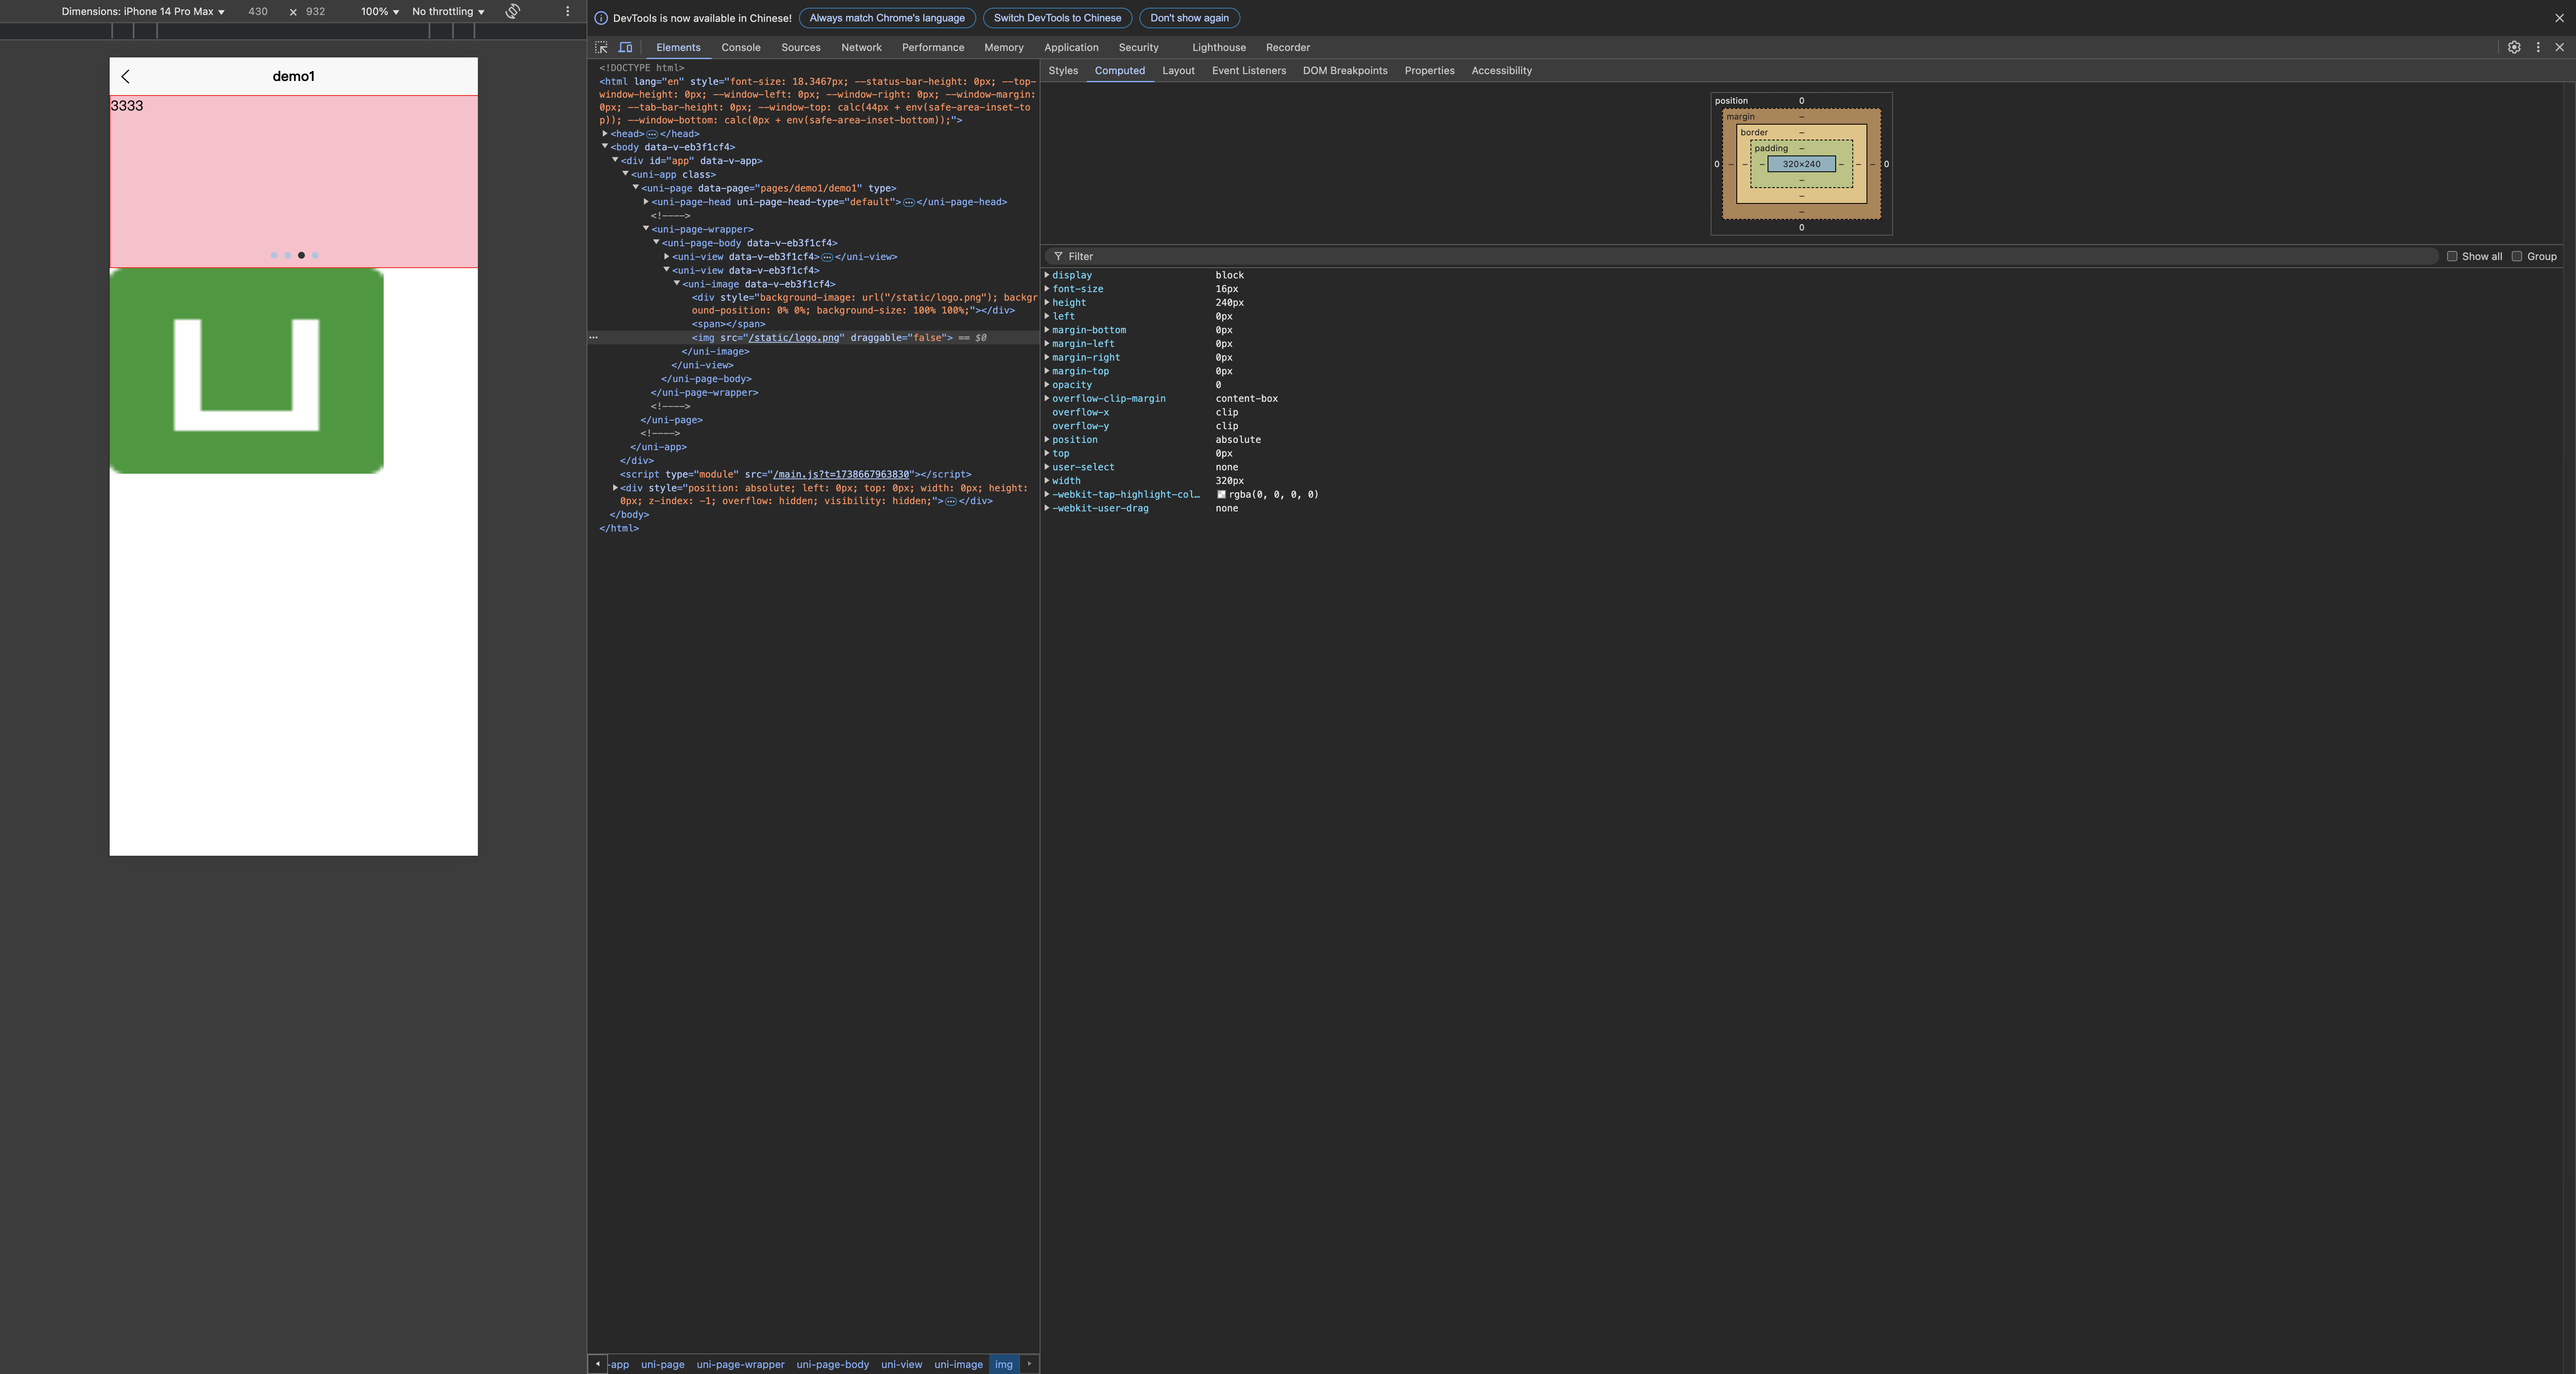 Dimensions: iPhone 14 Pro Max 430 × 932 100% No throttling
demo1
3333
DevTools is now available in Chinese! Always match Chrome's language Switch DevTools to Chinese Don't show again
Elements Console Sources Network Performance Memory Application Security Lighthouse Recorder
<!DOCTYPE html>
<html lang="en" style="font-size: 18.3467px; --status-bar-height: 0px; --top-
window-height: 0px; --window-left: 0px; --window-right: 0px; --window-margin:
0px; --tab-bar-height: 0px; --window-top: calc(44px + env(safe-area-inset-to
p)); --window-bottom: calc(0px + env(safe-area-inset-bottom));">
<head>…</head>
<body data-v-eb3f1cf4>
<div id="app" data-v-app>
<uni-app class>
<uni-page data-page="pages/demo1/demo1" type>
<uni-page-head uni-page-head-type="default">…</uni-page-head>
<!---->
<uni-page-wrapper>
<uni-page-body data-v-eb3f1cf4>
<uni-view data-v-eb3f1cf4>…</uni-view>
<uni-view data-v-eb3f1cf4>
<uni-image data-v-eb3f1cf4>
<div style="background-image: url("/static/logo.png"); backgr
ound-position: 0% 0%; background-size: 100% 100%;"></div>
<span></span>
<img src="/static/logo.png" draggable="false"> == $0
</uni-image>
</uni-view>
</uni-page-body>
</uni-page-wrapper>
<!---->
</uni-page>
<!---->
</uni-app>
</div>
<script type="module" src="/main.js?t=1738667963830"></script>
<div style="position: absolute; left: 0px; top: 0px; width: 0px; height:
0px; z-index: -1; overflow: hidden; visibility: hidden;">…</div>
</body>
</html>
-app uni-page uni-page-wrapper uni-page-body uni-view uni-image img
Styles Computed Layout Event Listeners DOM Breakpoints Properties Accessibility
position 0
margin –
border –
padding –
0 – – – 320×240 – – – 0
–
–
–
0
Filter Show all Group
display block
font-size 16px
height 240px
left 0px
margin-bottom 0px
margin-left 0px
margin-right 0px
margin-top 0px
opacity 0
overflow-clip-margin content-box
overflow-x clip
overflow-y clip
position absolute
top 0px
user-select none
width 320px
-webkit-tap-highlight-col… rgba(0, 0, 0, 0)
-webkit-user-drag none